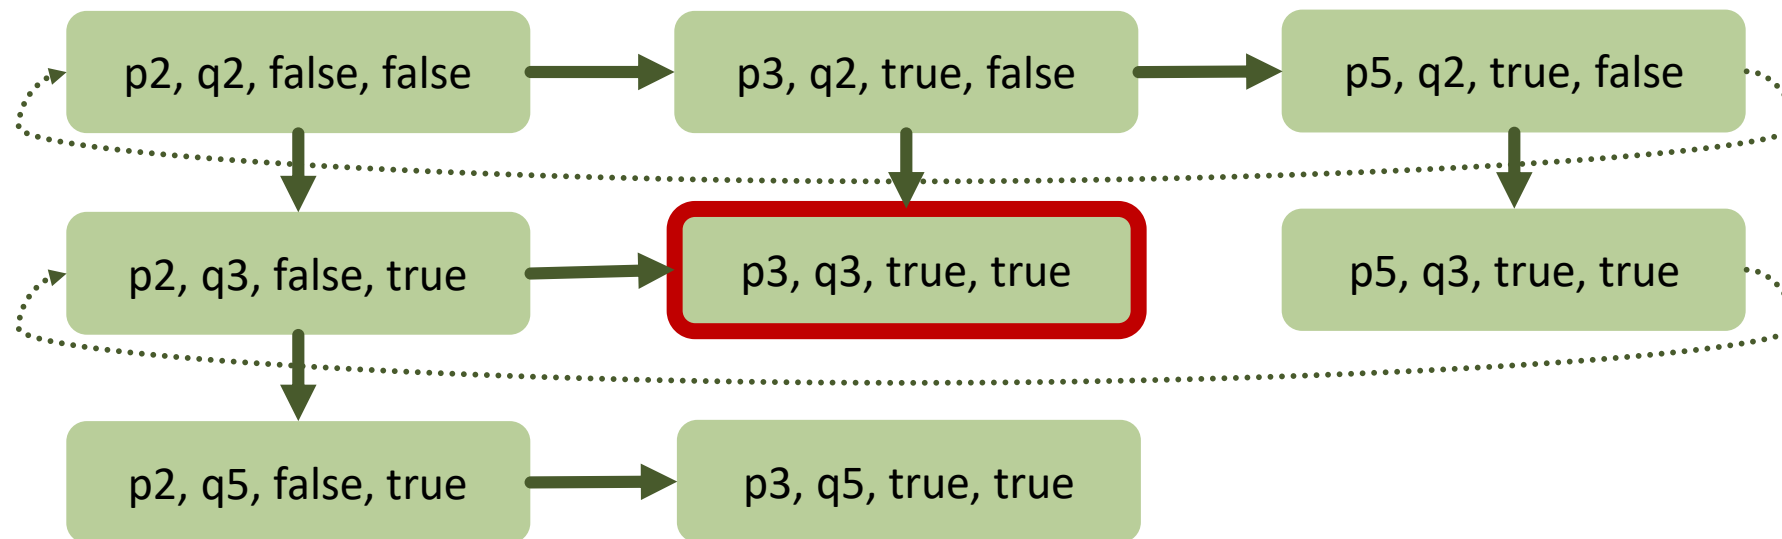 p2, q2, false, false
p3, q2, true, false
p5, q2, true, false
p2, q3, false, true
p3, q3, true, true
p5, q3, true, true
p2, q5, false, true
p3, q5, true, true